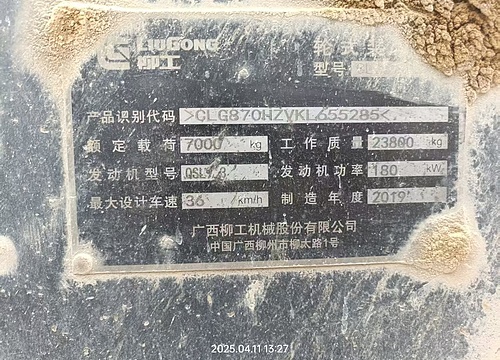 LIUGONG
柳工
轮式装
型号
产品识别代码 >CLG870HZVKL655285<
额定载荷 7000 kg 工作质量 23800 kg
发动机型号 发动机功率 180 kW
最大设计车速 36 km/h 制造年度 2019
广西柳工机械股份有限公司
中国广西柳州市柳太路1号
2025.04.11 13:27